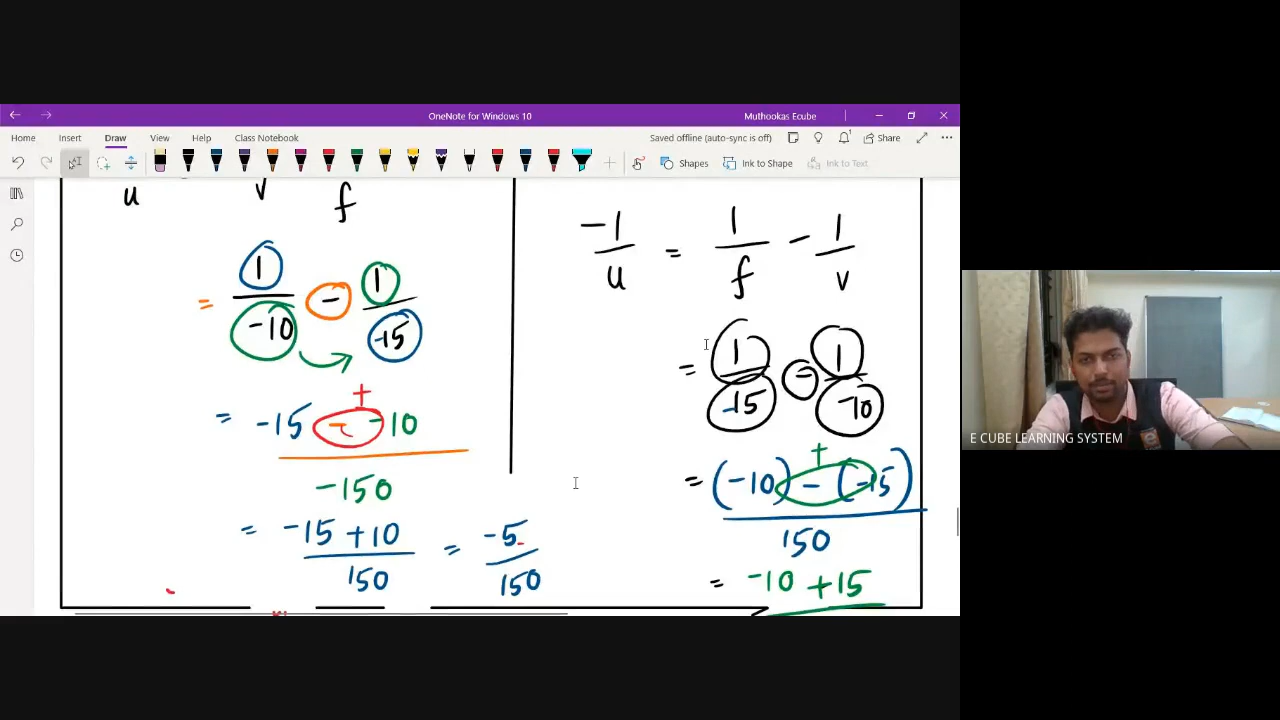 OneNote for Windows 10
Muthookas Ecube
Home Insert Draw View Help Class Notebook
Saved offline (auto-sync is off)
Share
Shapes
Ink to Shape
Ink to Text
u v f
1 1
= — - —
-10 -15
+
= -15 - -10
-150
= -15 + 10 = -5
150 150
-1 = 1 - 1
u f v
= 1 - 1
-15 -10
+
= (-10) - (-15)
150
= -10 + 15
E CUBE LEARNING SYSTEM